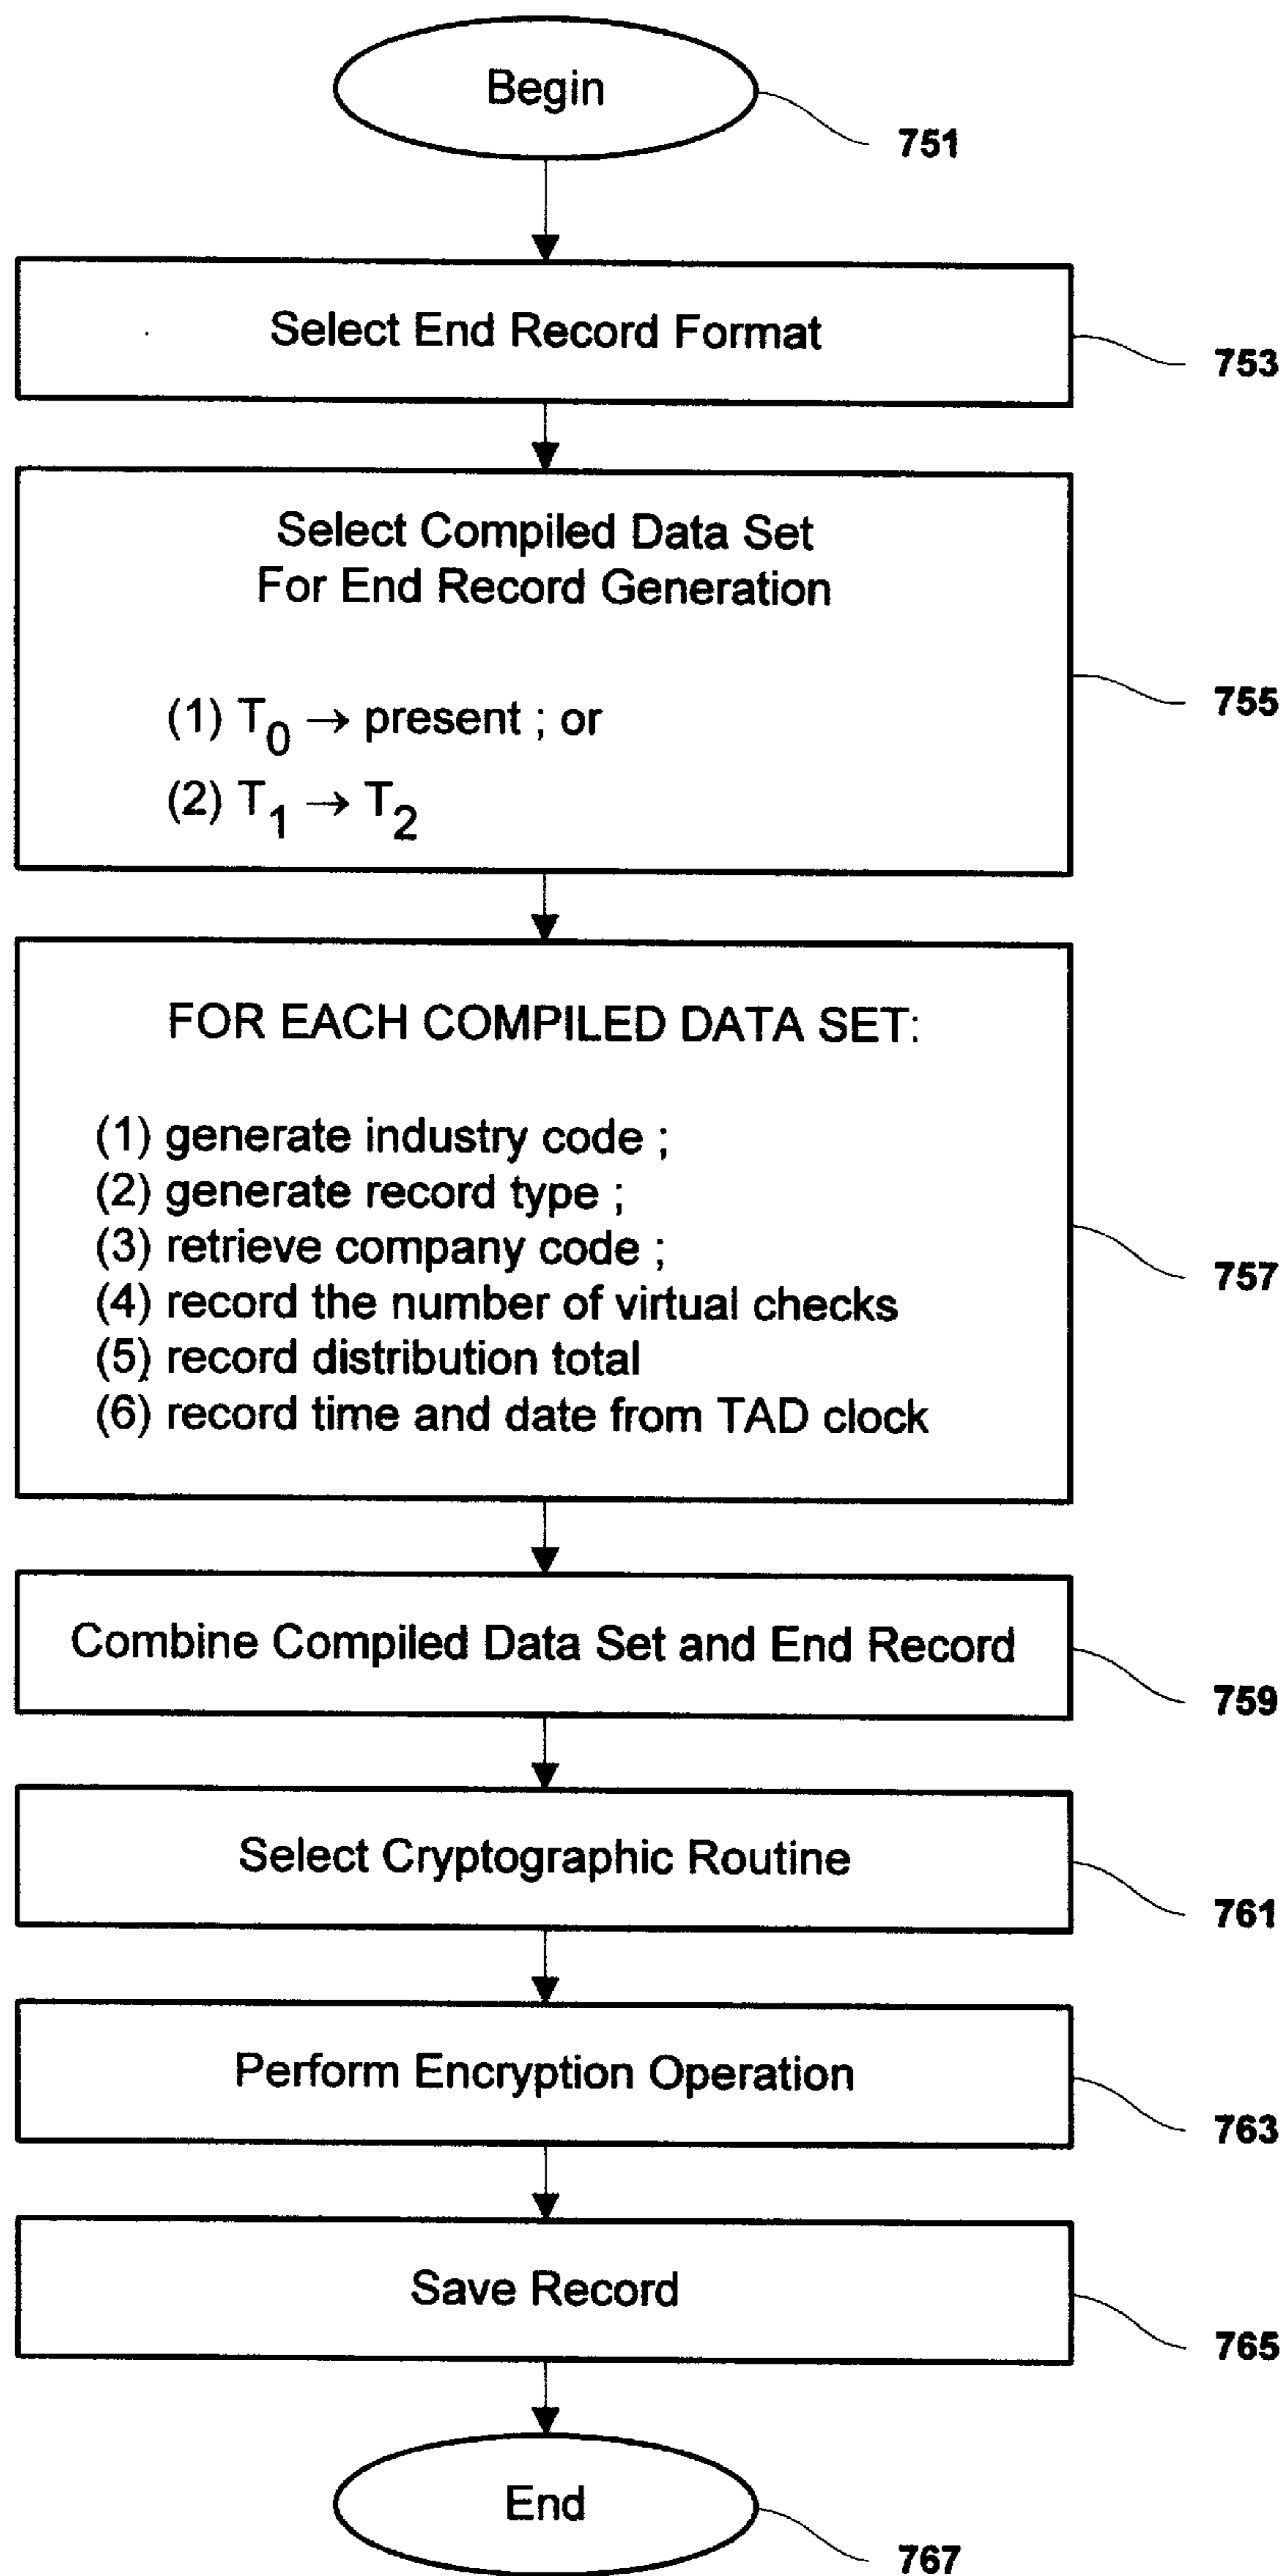 Begin
751
Select End Record Format
753
Select Compiled Data Set
For End Record Generation
(1) T₀ → present ; or
(2) T₁ → T₂
755
FOR EACH COMPILED DATA SET:
(1) generate industry code ;
(2) generate record type ;
(3) retrieve company code ;
(4) record the number of virtual checks
(5) record distribution total
(6) record time and date from TAD clock
757
Combine Compiled Data Set and End Record
759
Select Cryptographic Routine
761
Perform Encryption Operation
763
Save Record
765
End
767